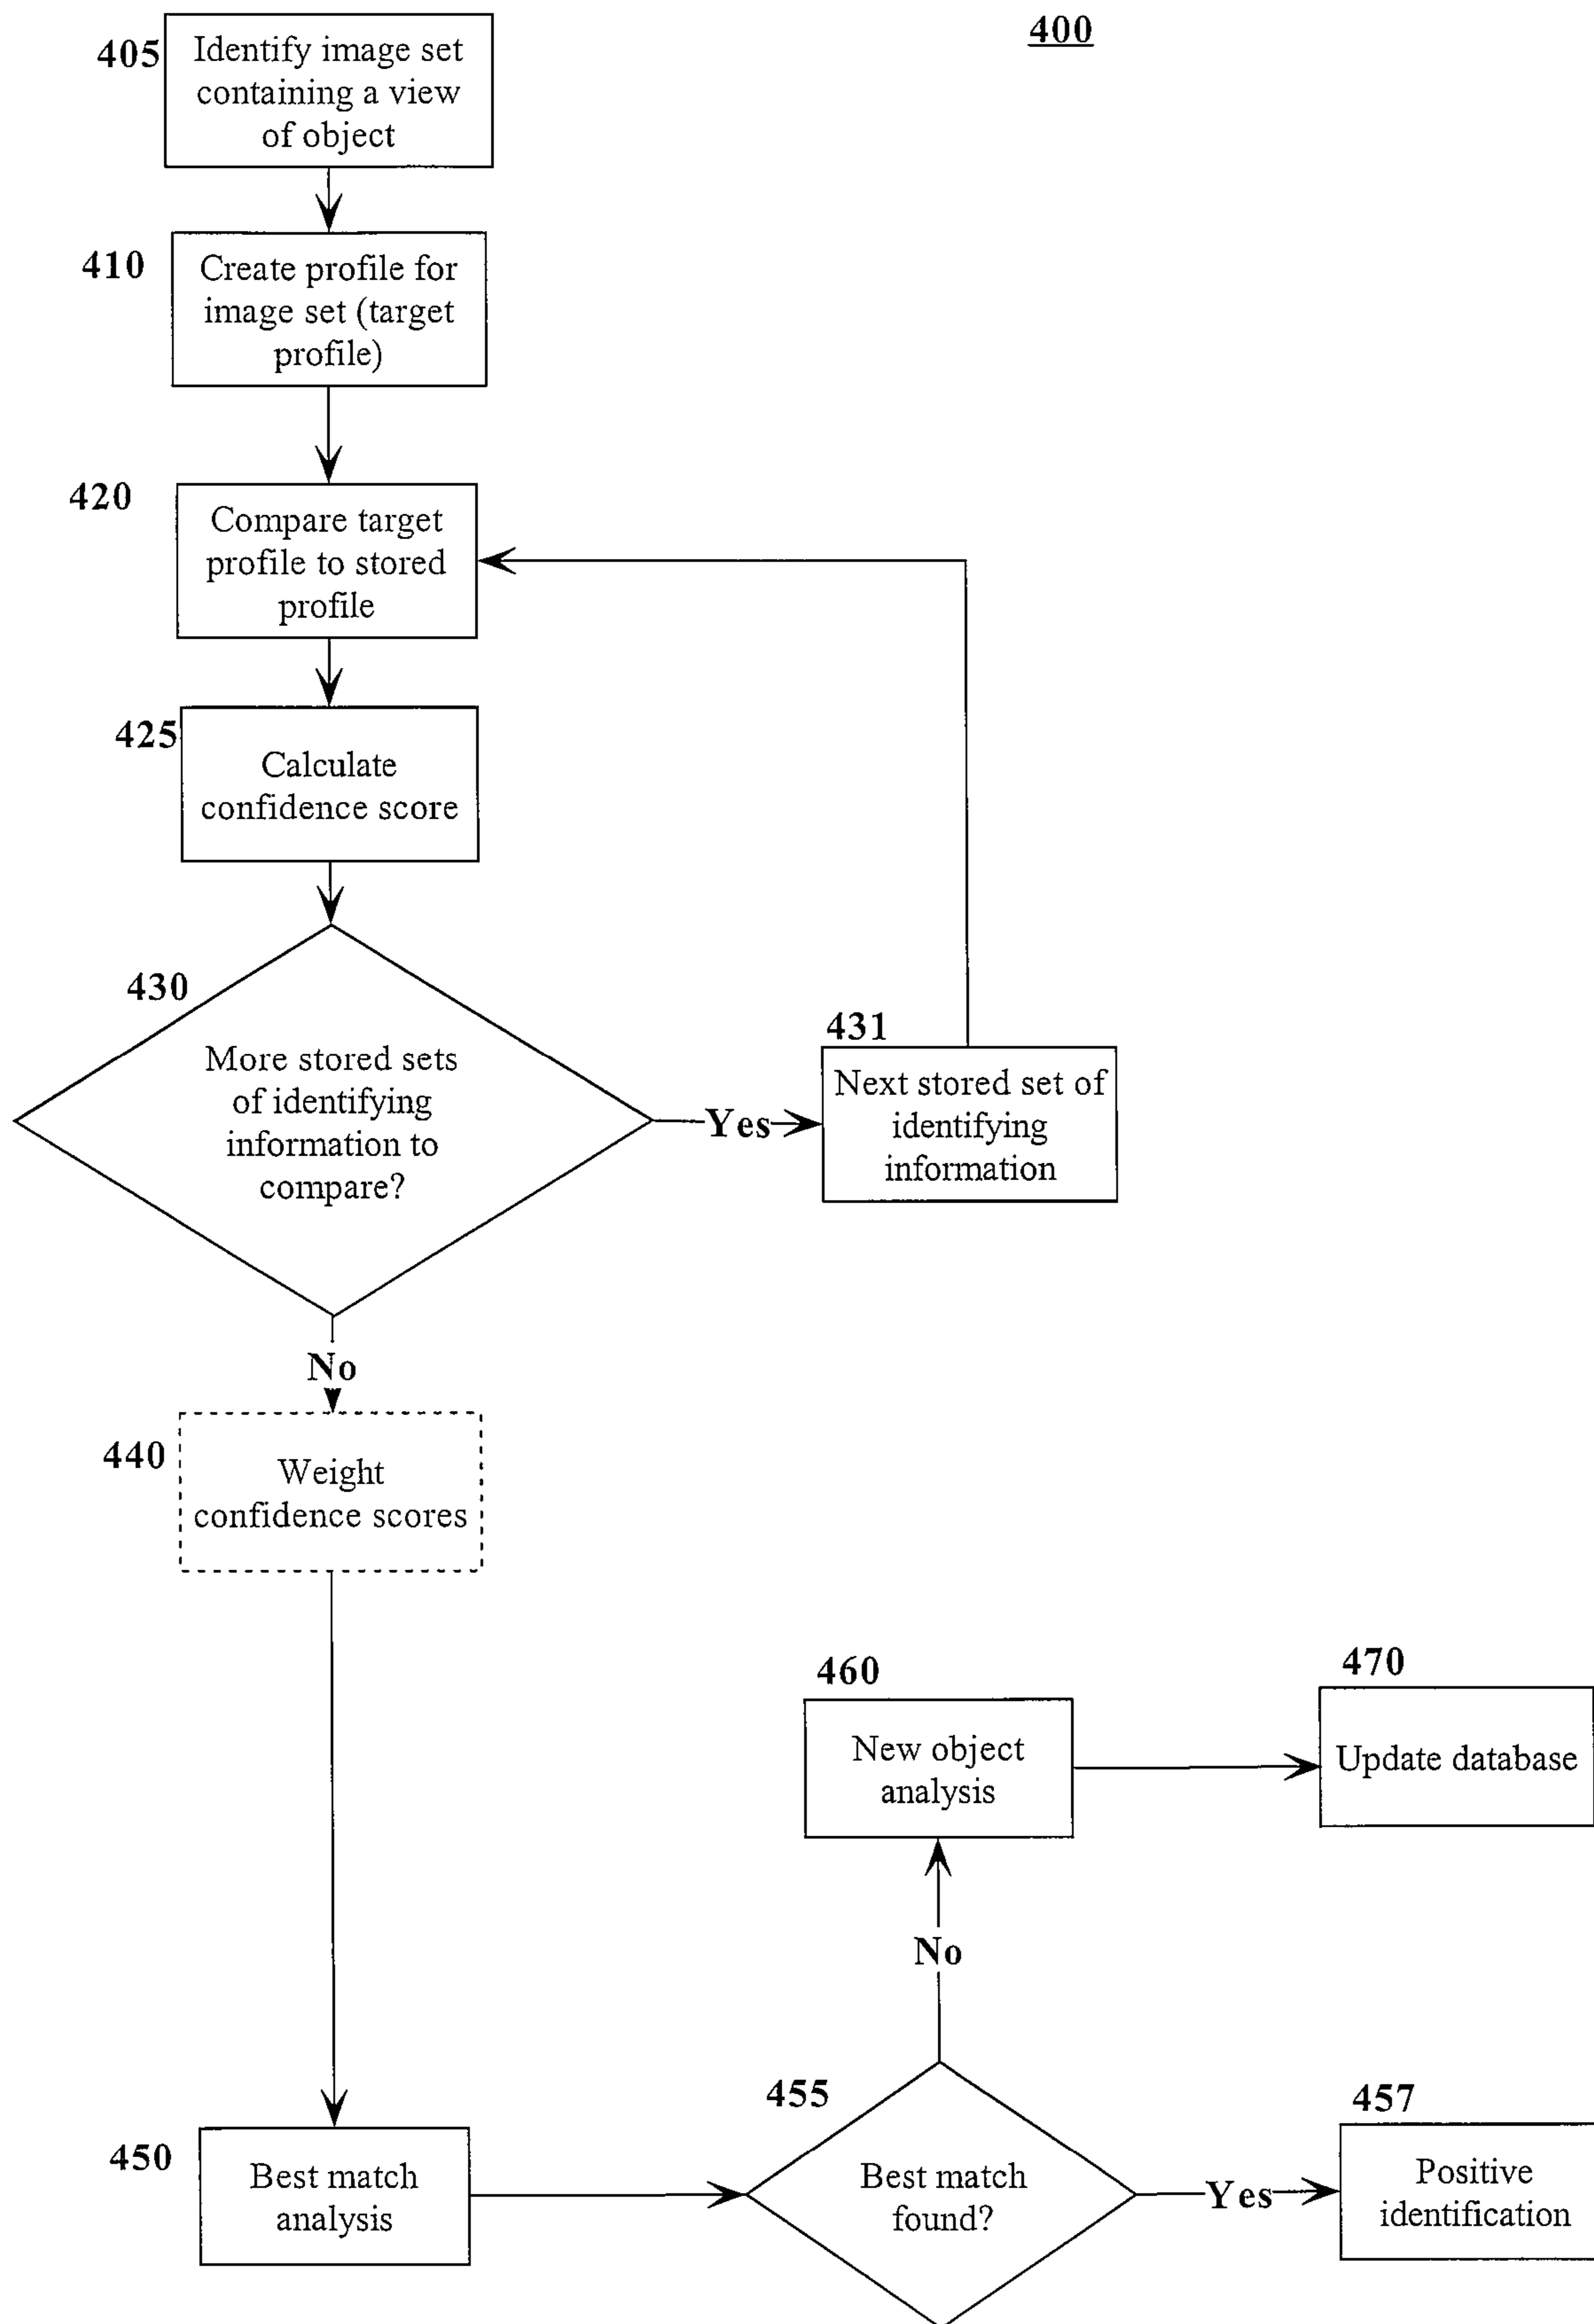 400
405
Identify image set
containing a view
of object
410
Create profile for
image set (target
profile)
420
Compare target
profile to stored
profile
425
Calculate
confidence score
430
More stored sets
of identifying
information to
compare?
Yes
431
Next stored set of
identifying
information
No
440
Weight
confidence scores
460
New object
analysis
470
Update database
No
450
Best match
analysis
455
Best match
found?
Yes
457
Positive
identification